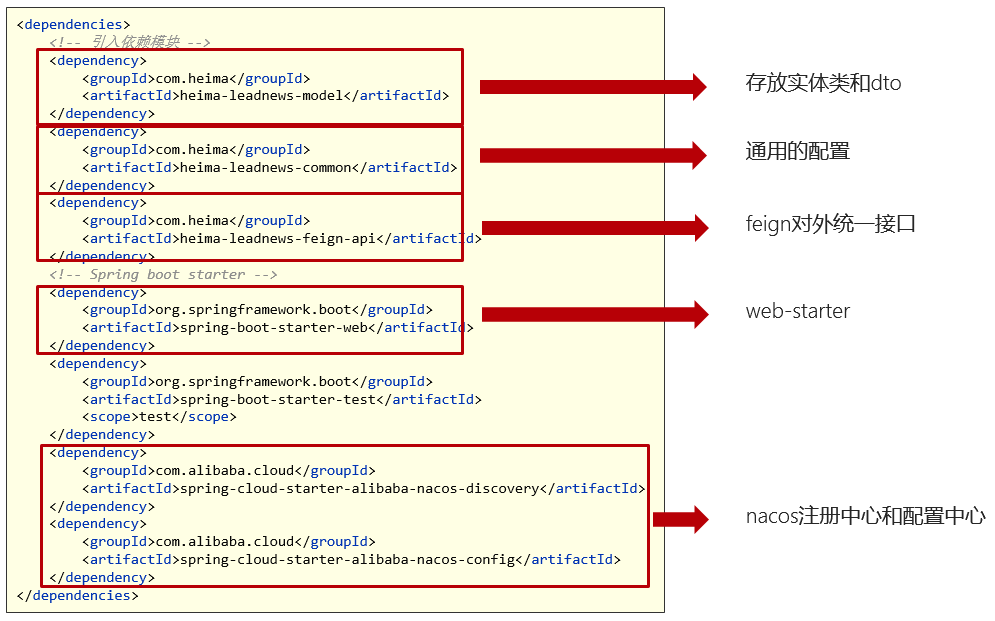 <dependencies>
<!-- 引入依赖模块 -->
<dependency>
<groupId>com.heima</groupId>
<artifactId>heima-leadnews-model</artifactId>
</dependency>
存放实体类和dto
<dependency>
<groupId>com.heima</groupId>
<artifactId>heima-leadnews-common</artifactId>
</dependency>
通用的配置
<dependency>
<groupId>com.heima</groupId>
<artifactId>heima-leadnews-feign-api</artifactId>
</dependency>
feign对外统一接口
<!-- Spring boot starter -->
<dependency>
<groupId>org.springframework.boot</groupId>
<artifactId>spring-boot-starter-web</artifactId>
</dependency>
web-starter
<dependency>
<groupId>org.springframework.boot</groupId>
<artifactId>spring-boot-starter-test</artifactId>
<scope>test</scope>
</dependency>
<dependency>
<groupId>com.alibaba.cloud</groupId>
<artifactId>spring-cloud-starter-alibaba-nacos-discovery</artifactId>
</dependency>
<dependency>
<groupId>com.alibaba.cloud</groupId>
<artifactId>spring-cloud-starter-alibaba-nacos-config</artifactId>
</dependency>
nacos注册中心和配置中心
</dependencies>